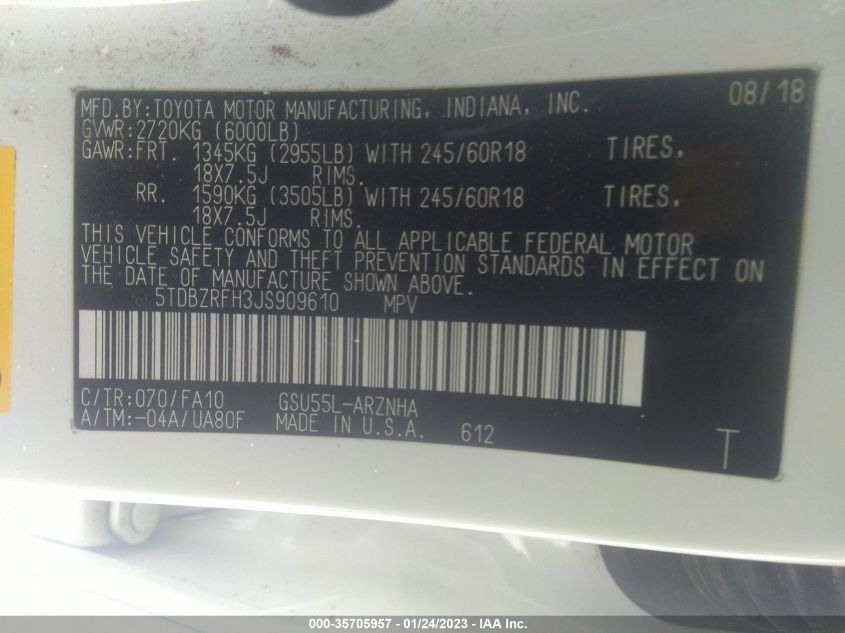 MFD.BY:TOYOTA MOTOR MANUFACTURING, INDIANA, INC. 08/18
GVWR:2720KG (6000LB)
GAWR:FRT. 1345KG (2955LB) WITH 245/60R18 TIRES,
18X7.5J RIMS.
RR. 1590KG (3505LB) WITH 245/60R18 TIRES,
18X7.5J RIMS.
THIS VEHICLE CONFORMS TO ALL APPLICABLE FEDERAL MOTOR
VEHICLE SAFETY AND THEFT PREVENTION STANDARDS IN EFFECT ON
THE DATE OF MANUFACTURE SHOWN ABOVE.
5TDBZRFH3JS909610 MPV
C/TR:070/FA10 GSU55L-ARZNHA
A/TM:-04A/UA80F MADE IN U.S.A. 612 T
000-35705957 - 01/24/2023 - IAA Inc.